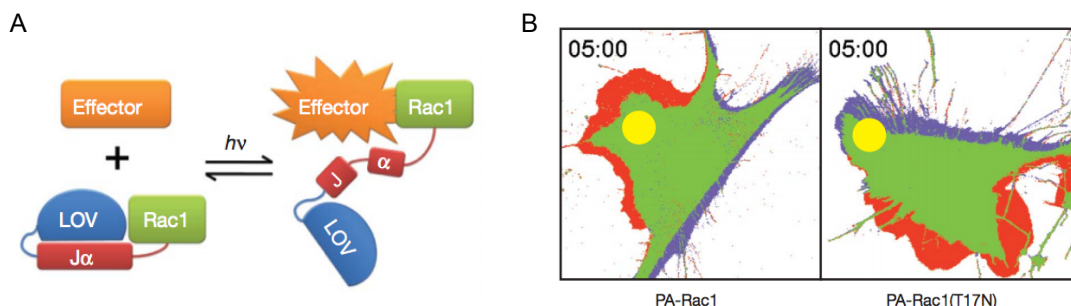 A
Effector
+
LOV
Rac1
Jα
hν
Effector
Rac1
J
α
LOV
B
05:00
05:00
PA-Rac1
PA-Rac1(T17N)